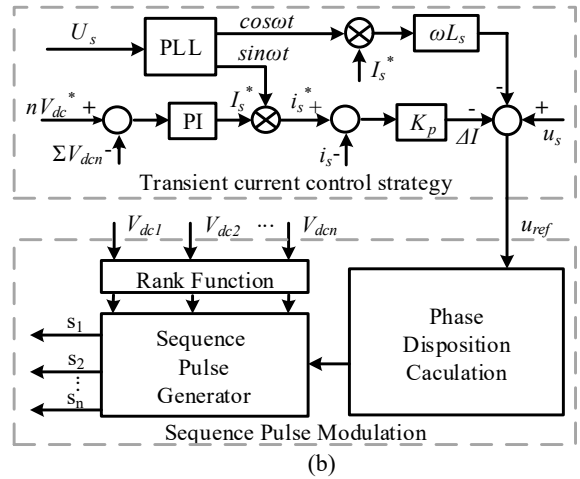 U_s
PLL
cosωt
sinωt
ωL_s
I_s*
nV_dc* +
PI
I_s*
i_s* +
K_p
-
-
ΔI
+
u_s
ΣV_dcn -
i_s -
Transient current control strategy
V_dc1 V_dc2 ··· V_dcn
u_ref
Rank Function
s_1
s_2
⋮
s_n
Sequence
Pulse
Generator
Phase
Disposition
Caculation
Sequence Pulse Modulation
(b)